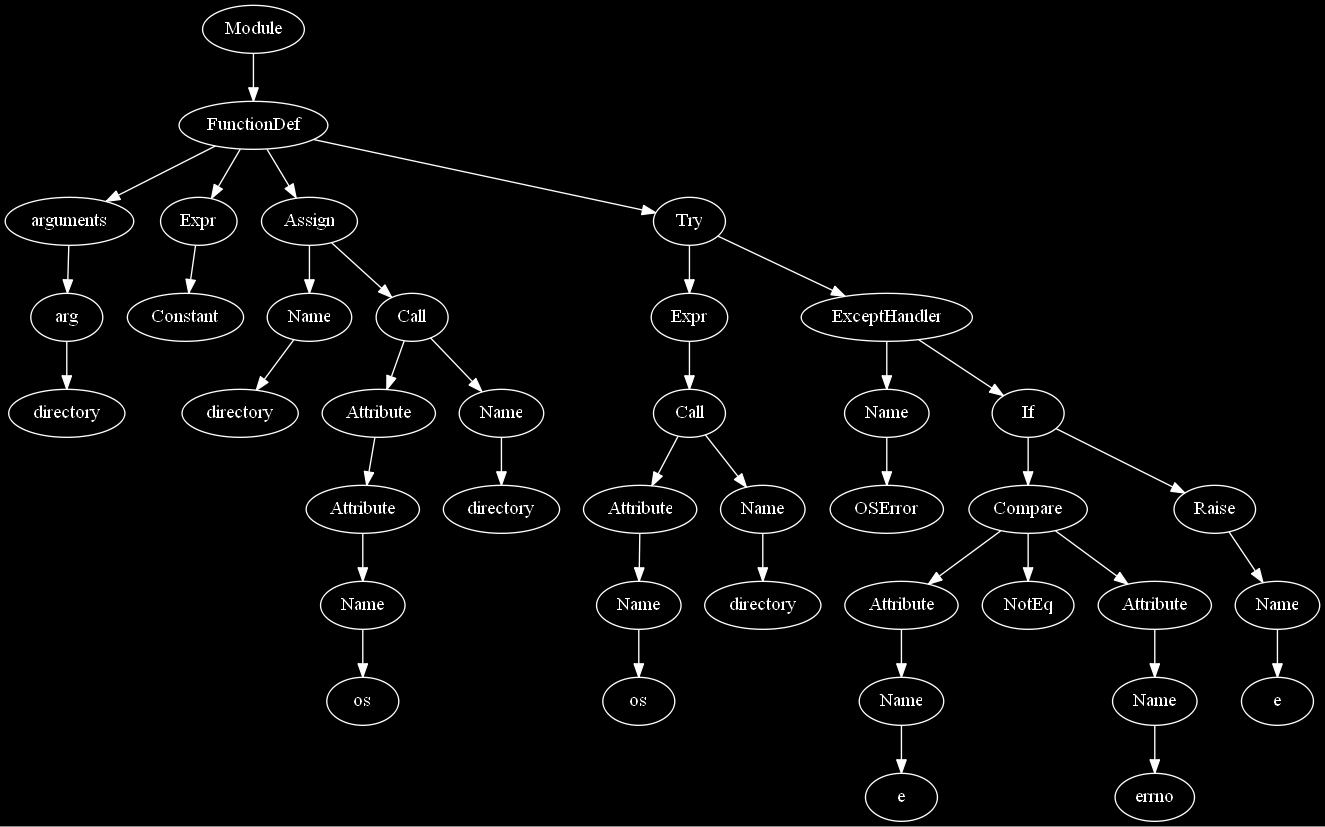 Module
FunctionDef
arguments Expr Assign Try
arg Constant Name Call Expr ExceptHandler
directory directory Attribute Name Call Name If
Attribute directory Attribute Name OSError Compare Raise
Name Name directory Attribute NotEq Attribute Name
os os Name Name e
e errno